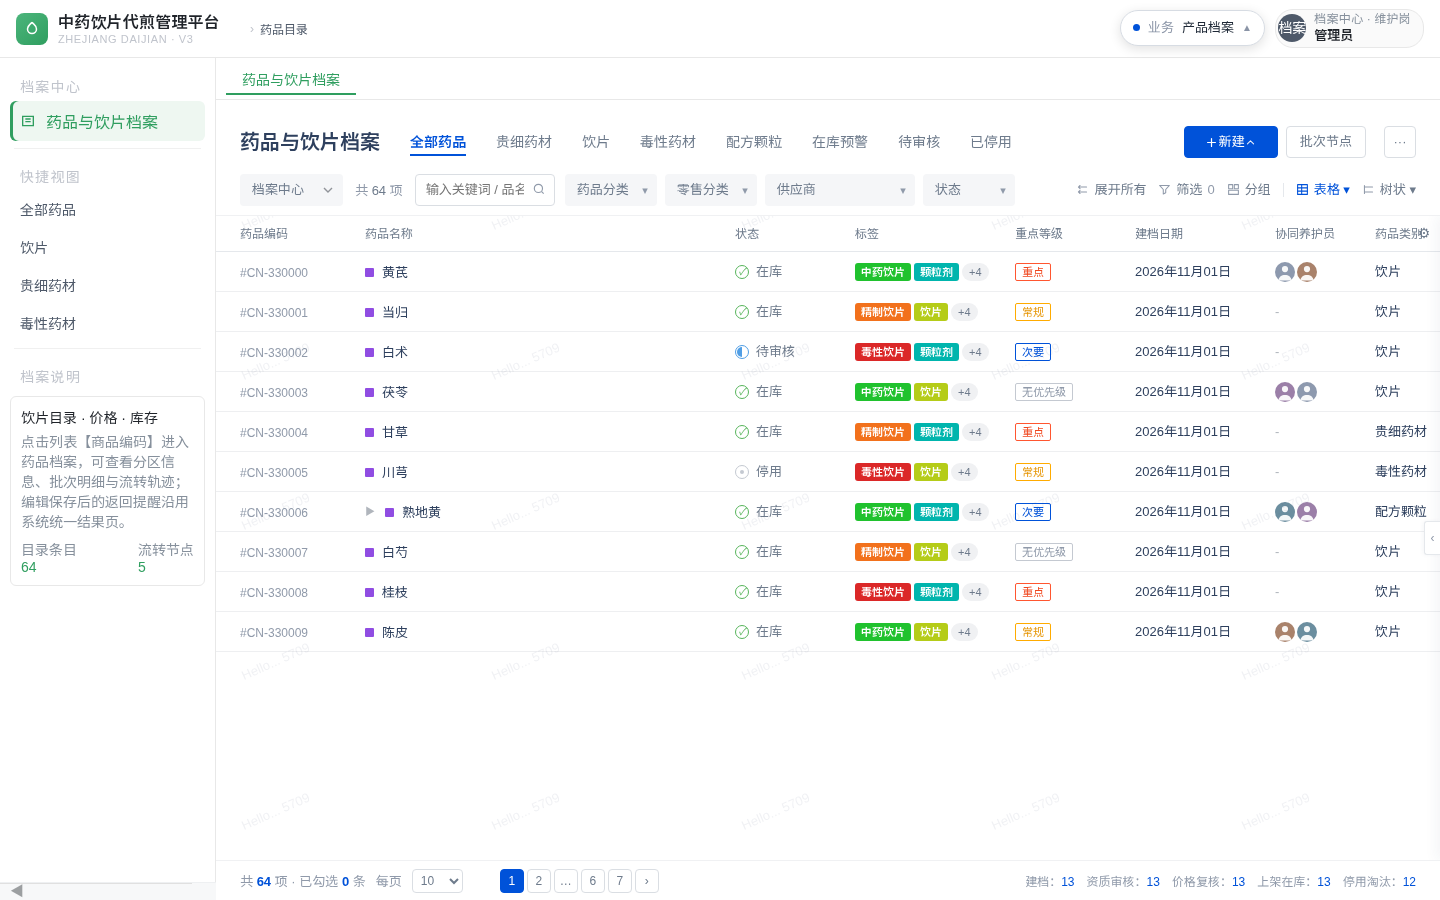 中药饮片代煎管理平台
ZHEJIANG DAIJIAN · V3
› 药品目录
业务 产品档案 ▲
档案
档案中心 · 维护岗
管理员
档案中心
药品与饮片档案
快捷视图
全部药品
饮片
贵细药材
毒性药材
档案说明
饮片目录 · 价格 · 库存
点击列表【商品编码】进入
药品档案，可查看分区信
息、批次明细与流转轨迹；
编辑保存后的返回提醒沿用
系统统一结果页。
目录条目 流转节点
64 5
药品与饮片档案
药品与饮片档案 全部药品 贵细药材 饮片 毒性药材 配方颗粒 在库预警 待审核 已停用
新建 批次节点 ···
档案中心 共 64 项 输入关键词 / 品名 药品分类 ▾ 零售分类 ▾ 供应商 ▾ 状态 ▾
展开所有 筛选 0 分组 表格 ▾ 树状 ▾
药品编码 药品名称 状态 标签 重点等级 建档日期 协同养护员 药品类别
#CN-330000 黄芪 在库 中药饮片 颗粒剂 +4 重点 2026年11月01日 饮片
#CN-330001 当归 在库 精制饮片 饮片 +4 常规 2026年11月01日 - 饮片
#CN-330002 白术 待审核 毒性饮片 颗粒剂 +4 次要 2026年11月01日 - 饮片
#CN-330003 茯苓 在库 中药饮片 饮片 +4 无优先级 2026年11月01日 饮片
#CN-330004 甘草 在库 精制饮片 颗粒剂 +4 重点 2026年11月01日 - 贵细药材
#CN-330005 川芎 停用 毒性饮片 饮片 +4 常规 2026年11月01日 - 毒性药材
#CN-330006 熟地黄 在库 中药饮片 颗粒剂 +4 次要 2026年11月01日 配方颗粒
#CN-330007 白芍 在库 精制饮片 饮片 +4 无优先级 2026年11月01日 - 饮片
#CN-330008 桂枝 在库 毒性饮片 颗粒剂 +4 重点 2026年11月01日 - 饮片
#CN-330009 陈皮 在库 中药饮片 饮片 +4 常规 2026年11月01日 饮片
Hello... 5709
共 64 项 · 已勾选 0 条 每页 10 1 2 … 6 7 ›
建档：13 资质审核：13 价格复核：13 上架在库：13 停用淘汰：12